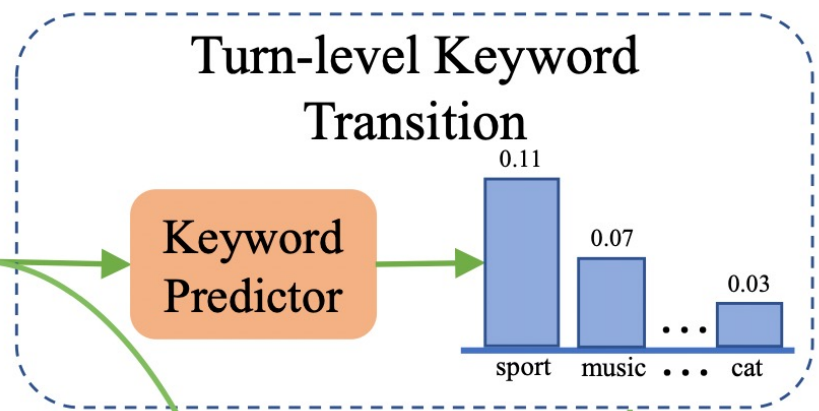 Turn-level Keyword
Transition
0.11
0.07
0.03
Keyword
Predictor
...
sport music ... cat